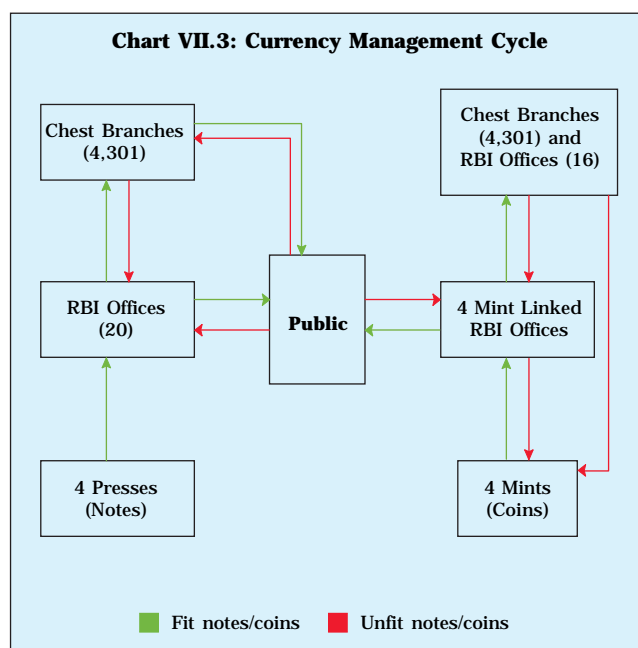 Chart VII.3: Currency Management Cycle
Chest Branches
(4,301)
Chest Branches
(4,301) and
RBI Offices (16)
RBI Offices
(20)
Public
4 Mint Linked
RBI Offices
4 Presses
(Notes)
4 Mints
(Coins)
Fit notes/coins
Unfit notes/coins